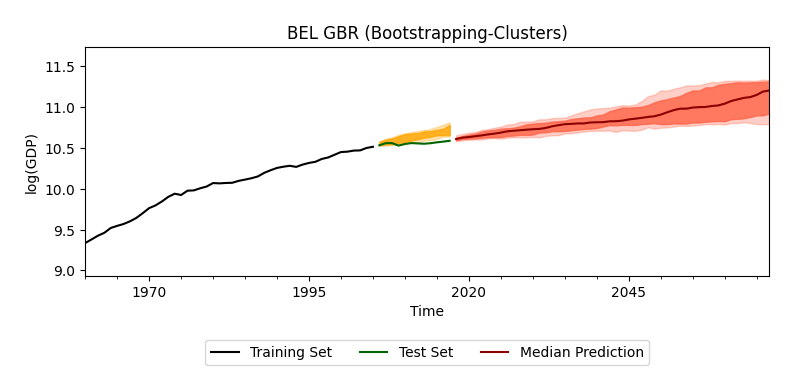 BEL GBR (Bootstrapping-Clusters)
11.5
11.0
10.5
10.0
9.5
9.0
log(GDP)
1970 1995 2020 2045
Time
Training Set Test Set Median Prediction